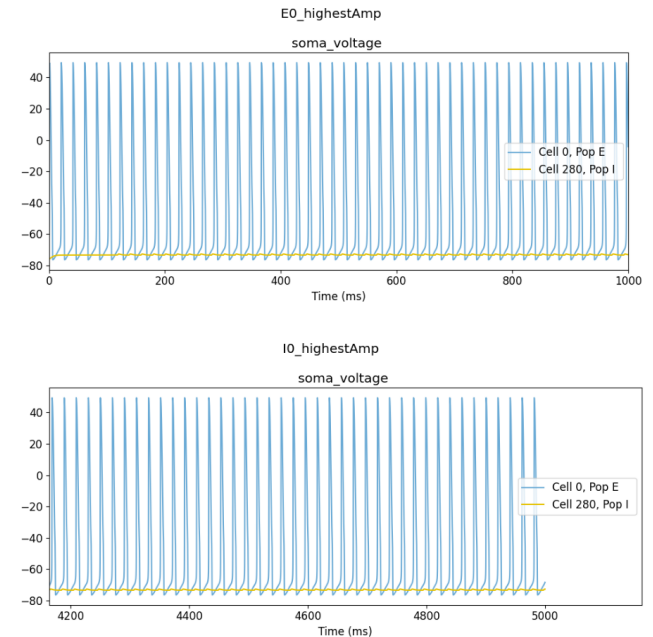 E0_highestAmp
soma_voltage
40
20
0
−20
−40
−60
−80
Cell 0, Pop E
Cell 280, Pop I
0 200 400 600 800 1000
Time (ms)
I0_highestAmp
soma_voltage
40
20
0
−20
−40
−60
−80
Cell 0, Pop E
Cell 280, Pop I
4200 4400 4600 4800 5000
Time (ms)